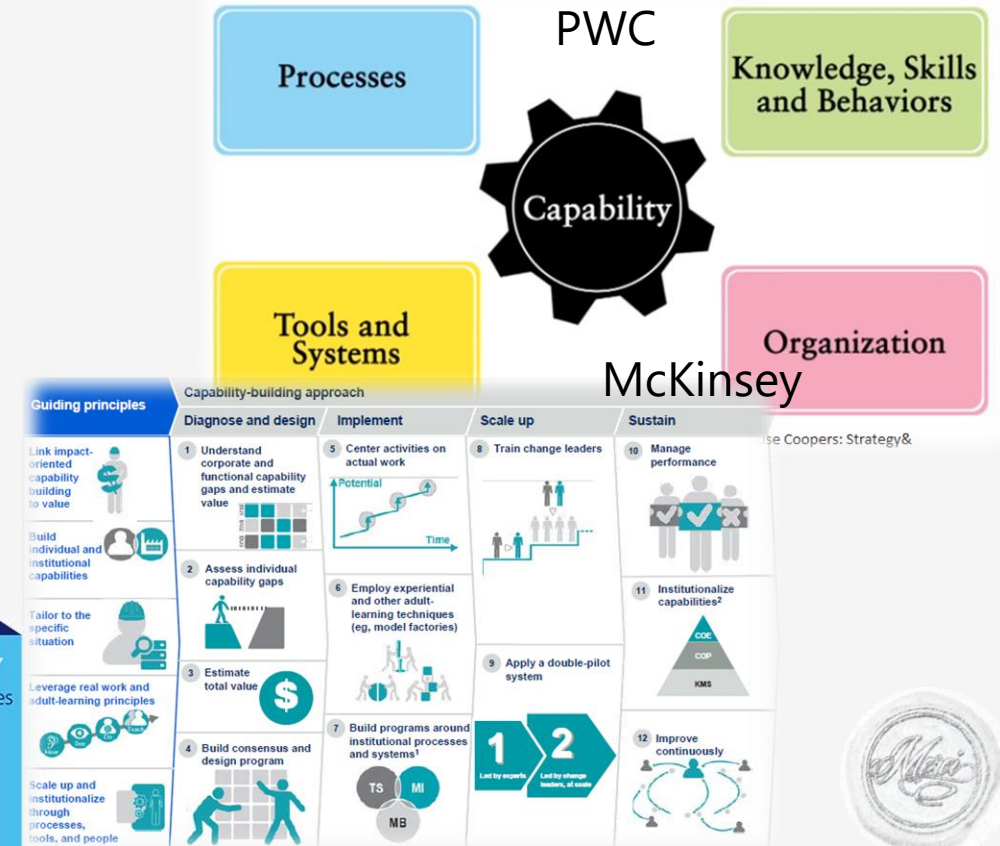 PWC
Processes
Knowledge, Skills
and Behaviors
Capability
Tools and
Systems
Organization
McKinsey
use Coopers: Strategy&
Guiding principles
Capability-building approach
Diagnose and design
Implement
Scale up
Sustain
Link impact-
oriented
capability
building
to value
Build
individual and
institutional
capabilities
Tailor to the
specific
situation
Leverage real work and
adult-learning principles
Hear
See
Do
Teach
Scale up and
institutionalize
through
processes,
tools, and people
1 Understand
corporate and
functional capability
gaps and estimate
value
2 Assess individual
capability gaps
3 Estimate
total value
$
4 Build consensus and
design program
5 Center activities on
actual work
Potential
Time
6 Employ experiential
and other adult-
learning techniques
(eg, model factories)
7 Build programs around
institutional processes
and systems¹
TS
MI
MB
8 Train change leaders
9 Apply a double-pilot
system
1
Led by experts
2
Led by change
leaders, at scale
10 Manage
performance
11 Institutionalize
capabilities²
COE
COP
KMS
12 Improve
continuously
es